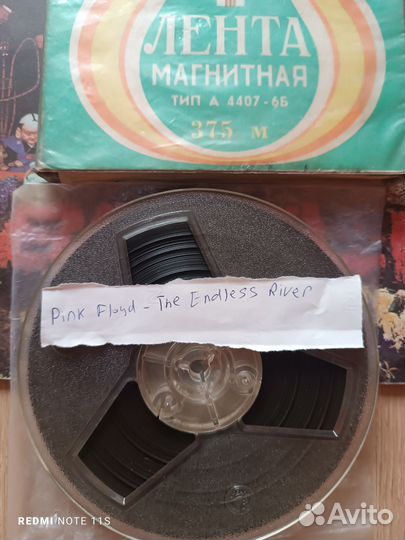 ЛЕНТА
МАГНИТНАЯ
ТИП А 4407-6Б
375 м
Pink Floyd - The Endless River
REDMI NOTE 11S
Avito